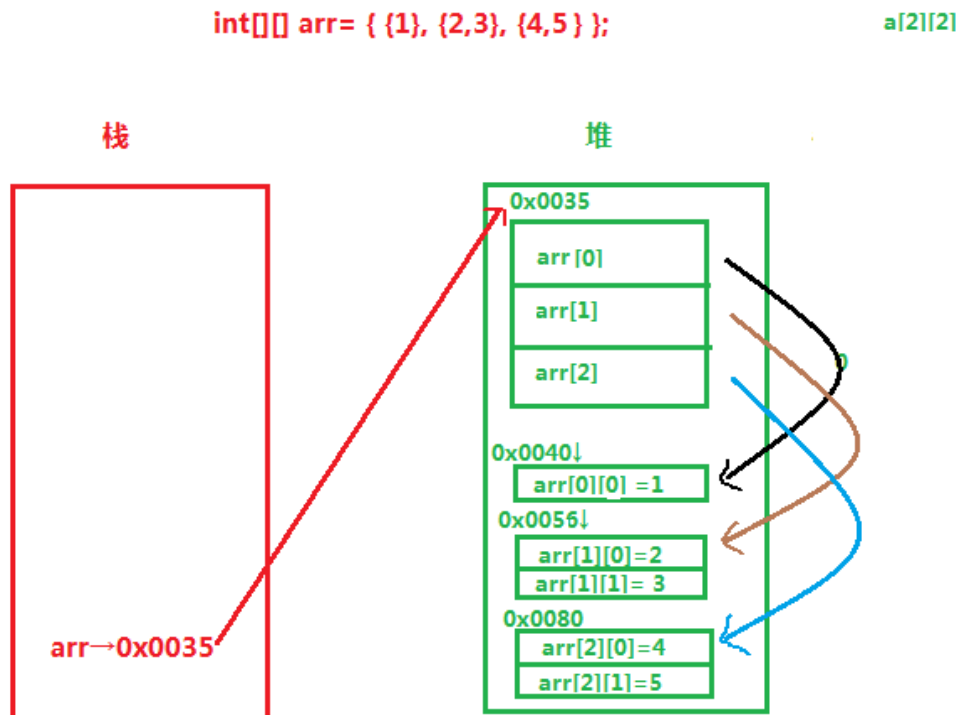 int[][] arr= { {1}, {2,3}, {4,5 } };
a[2][2]
栈
堆
0x0035
arr[0]
arr[1]
arr[2]
0x0040↓
arr[0][0] =1
0x0056↓
arr[1][0]=2
arr[1][1]= 3
0x0080
arr[2][0]=4
arr[2][1]=5
arr→0x0035